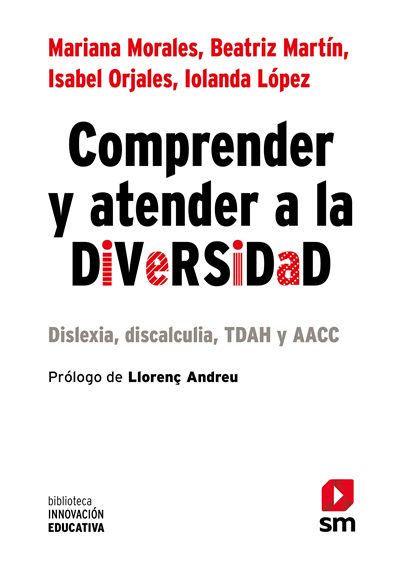 Mariana Morales, Beatriz Martín,
Isabel Orjales, Iolanda López
Comprender
y atender a la
DiVeRSiDaD
Dislexia, discalculia, TDAH y AACC
Prólogo de Llorenç Andreu
biblioteca
INNOVACIÓN
EDUCATIVA
sm